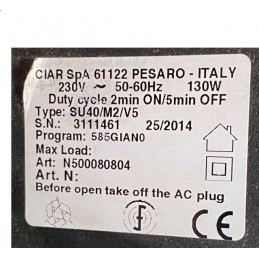 CIAR SpA 61122 PESARO - ITALY
230V ~ 50-60Hz 130W
Duty cycle 2min ON/5min OFF
Type: SU40/M2/V5
S.N.: 3111461 25/2014
Program: 585GIAN0
Max Load:
Art: N500080804
Art. N:
Before open take off the AC plug
CE